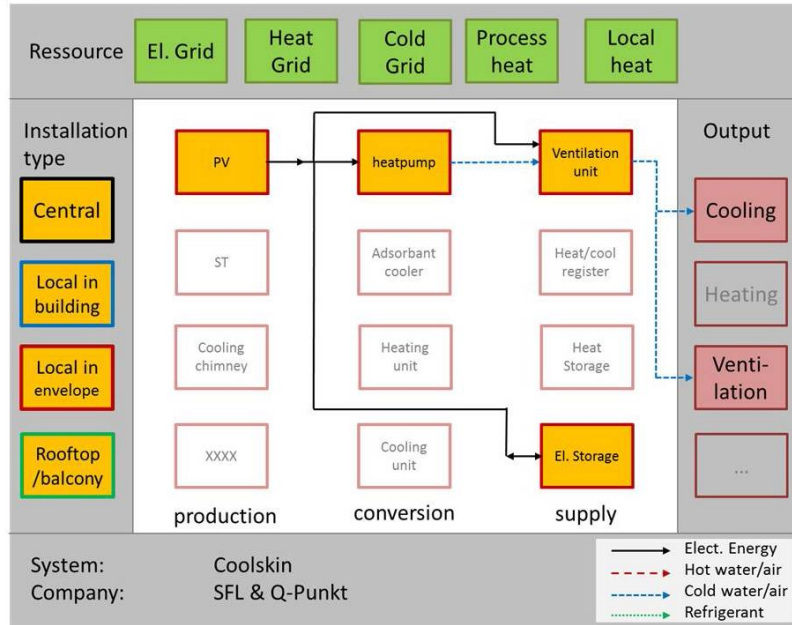 Ressource
El. Grid
Heat
Grid
Cold
Grid
Process
heat
Local
heat
Installation
type
Central
Local in
building
Local in
envelope
Rooftop
/balcony
PV
heatpump
Ventilation
unit
ST
Adsorbant
cooler
Heat/cool
register
Cooling
chimney
Heating
unit
Heat
Storage
XXXX
Cooling
unit
El. Storage
production
conversion
supply
Output
Cooling
Heating
Venti-
lation
...
System: Coolskin
Company: SFL & Q-Punkt
Elect. Energy
Hot water/air
Cold water/air
Refrigerant